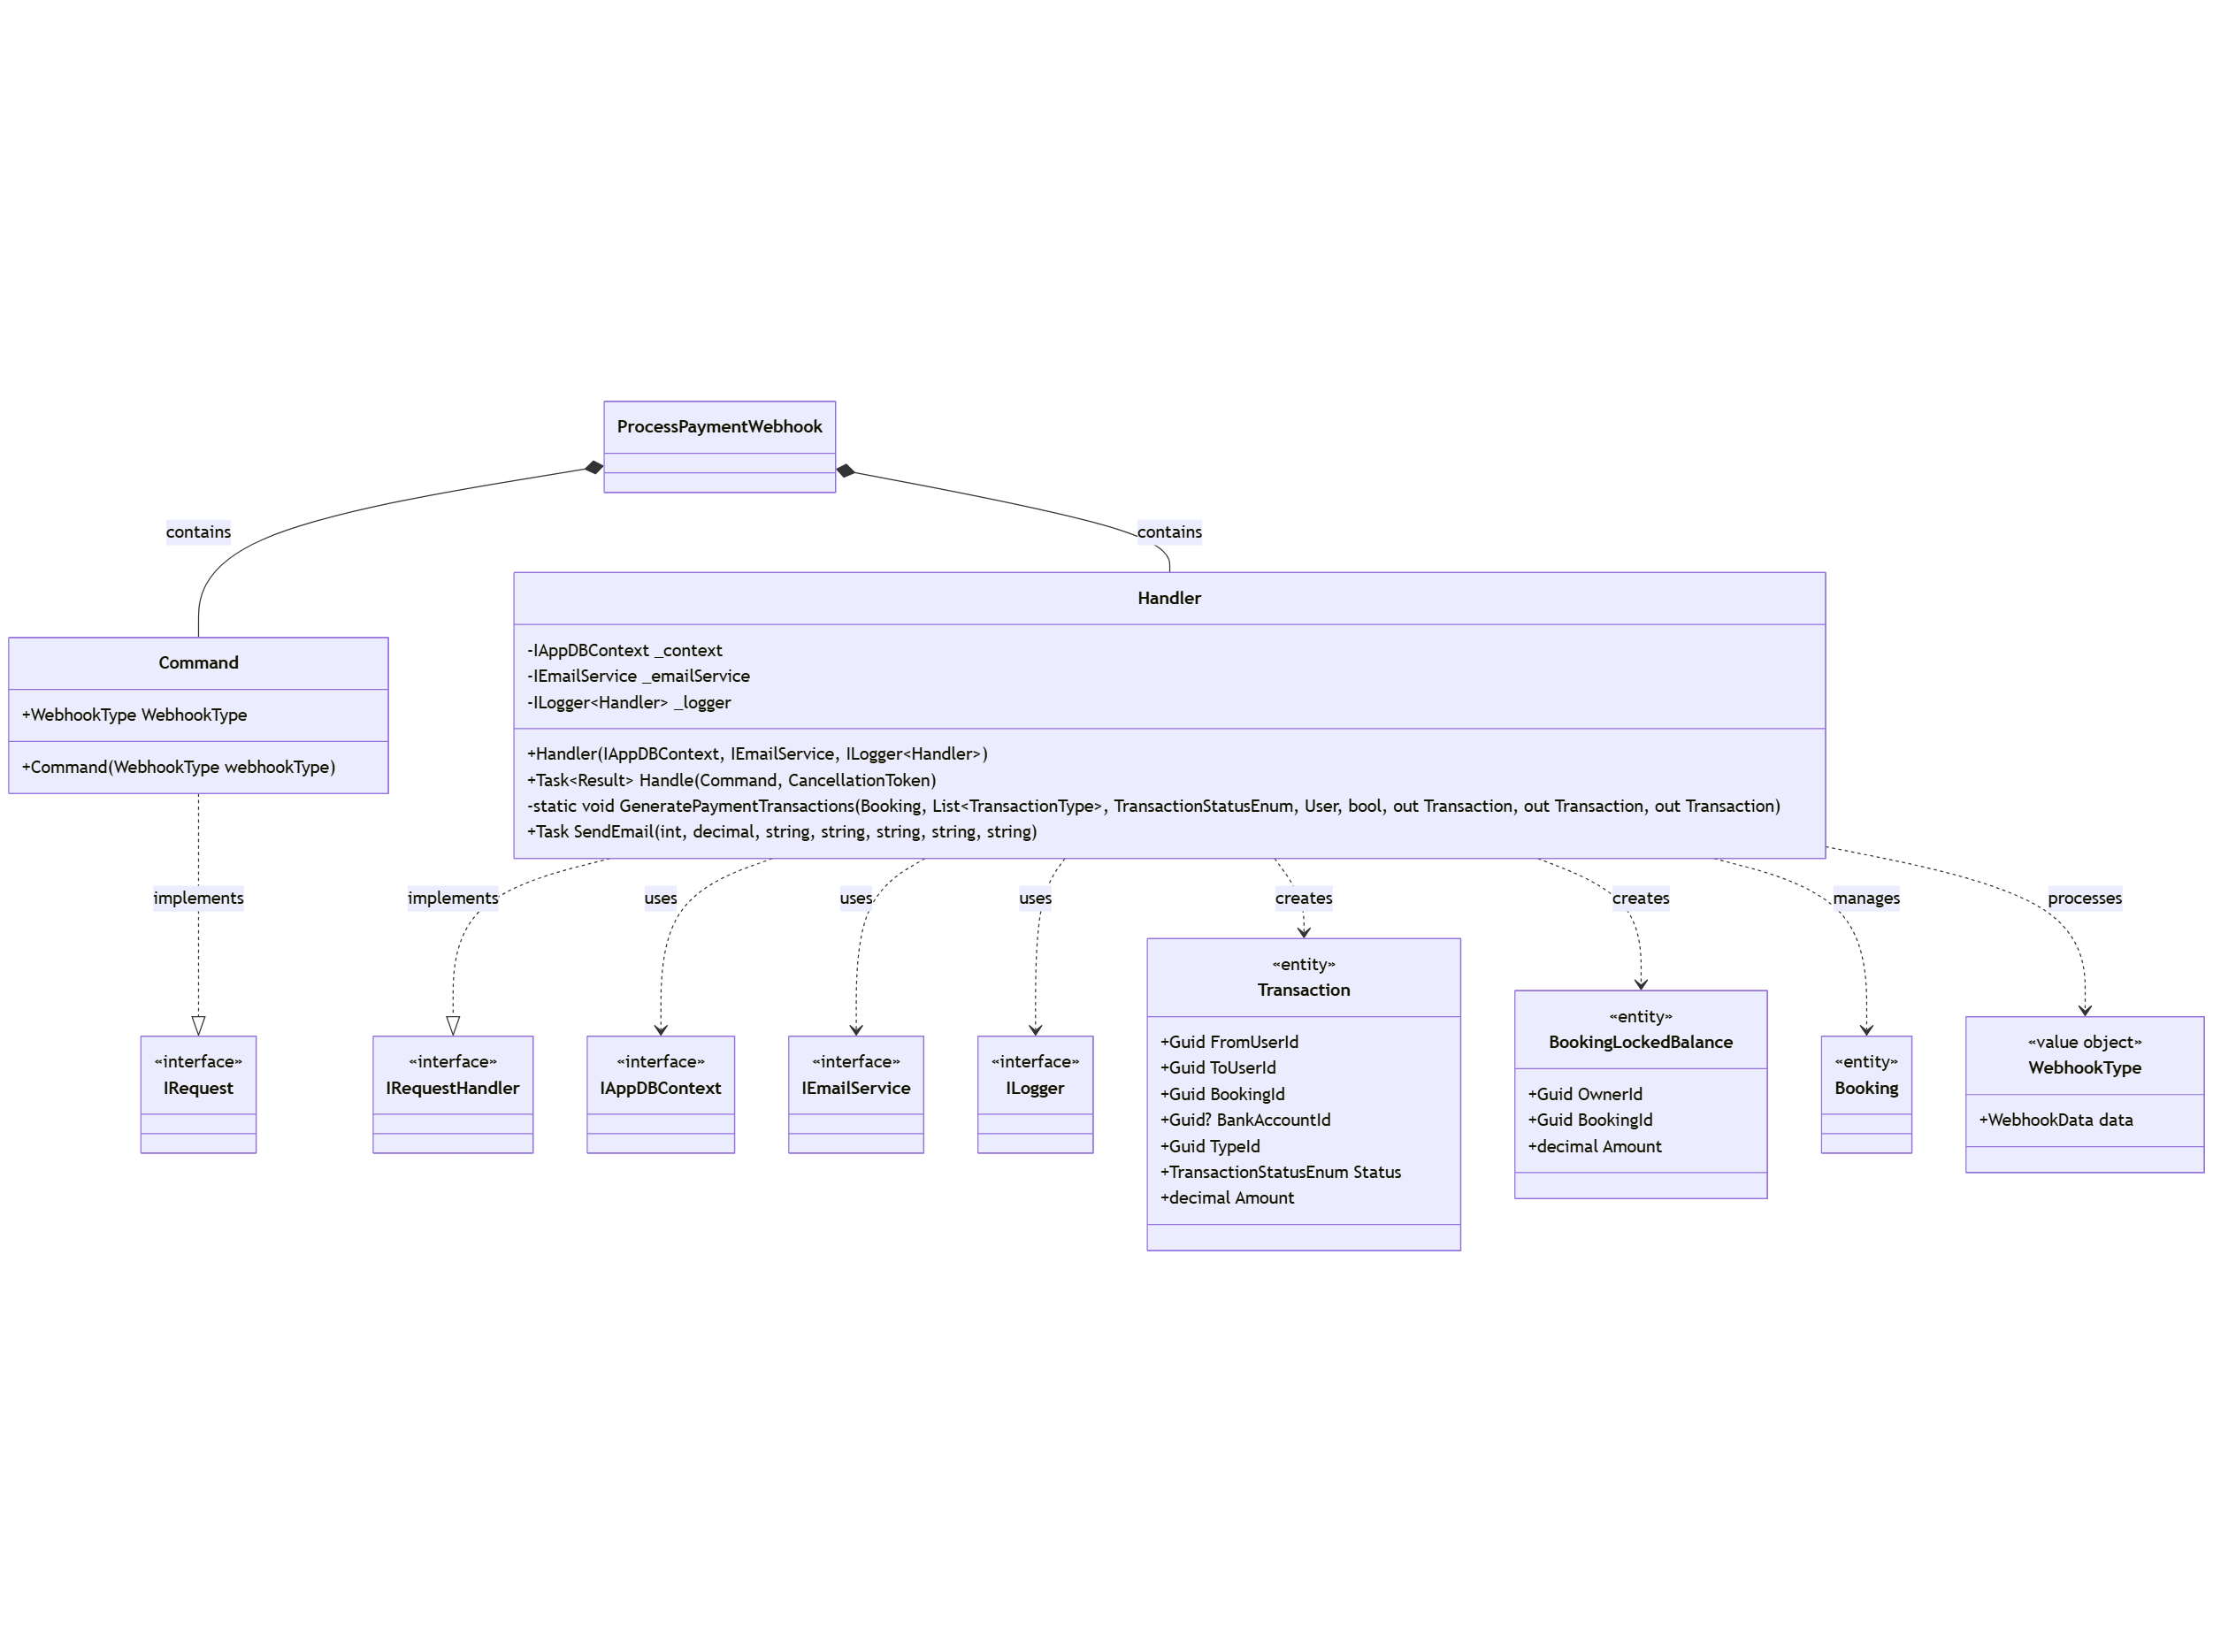 ProcessPaymentWebhook
contains
contains
Command
+WebhookType WebhookType
+Command(WebhookType webhookType)
Handler
-IAppDBContext _context
-IEmailService _emailService
-ILogger<Handler> _logger
+Handler(IAppDBContext, IEmailService, ILogger<Handler>)
+Task<Result> Handle(Command, CancellationToken)
-static void GeneratePaymentTransactions(Booking, List<TransactionType>, TransactionStatusEnum, User, bool, out Transaction, out Transaction, out Transaction)
+Task SendEmail(int, decimal, string, string, string, string, string)
implements
implements
uses
uses
uses
creates
creates
manages
processes
«interface»
IRequest
«interface»
IRequestHandler
«interface»
IAppDBContext
«interface»
IEmailService
«interface»
ILogger
«entity»
Transaction
+Guid FromUserId
+Guid ToUserId
+Guid BookingId
+Guid? BankAccountId
+Guid TypeId
+TransactionStatusEnum Status
+decimal Amount
«entity»
BookingLockedBalance
+Guid OwnerId
+Guid BookingId
+decimal Amount
«entity»
Booking
«value object»
WebhookType
+WebhookData data